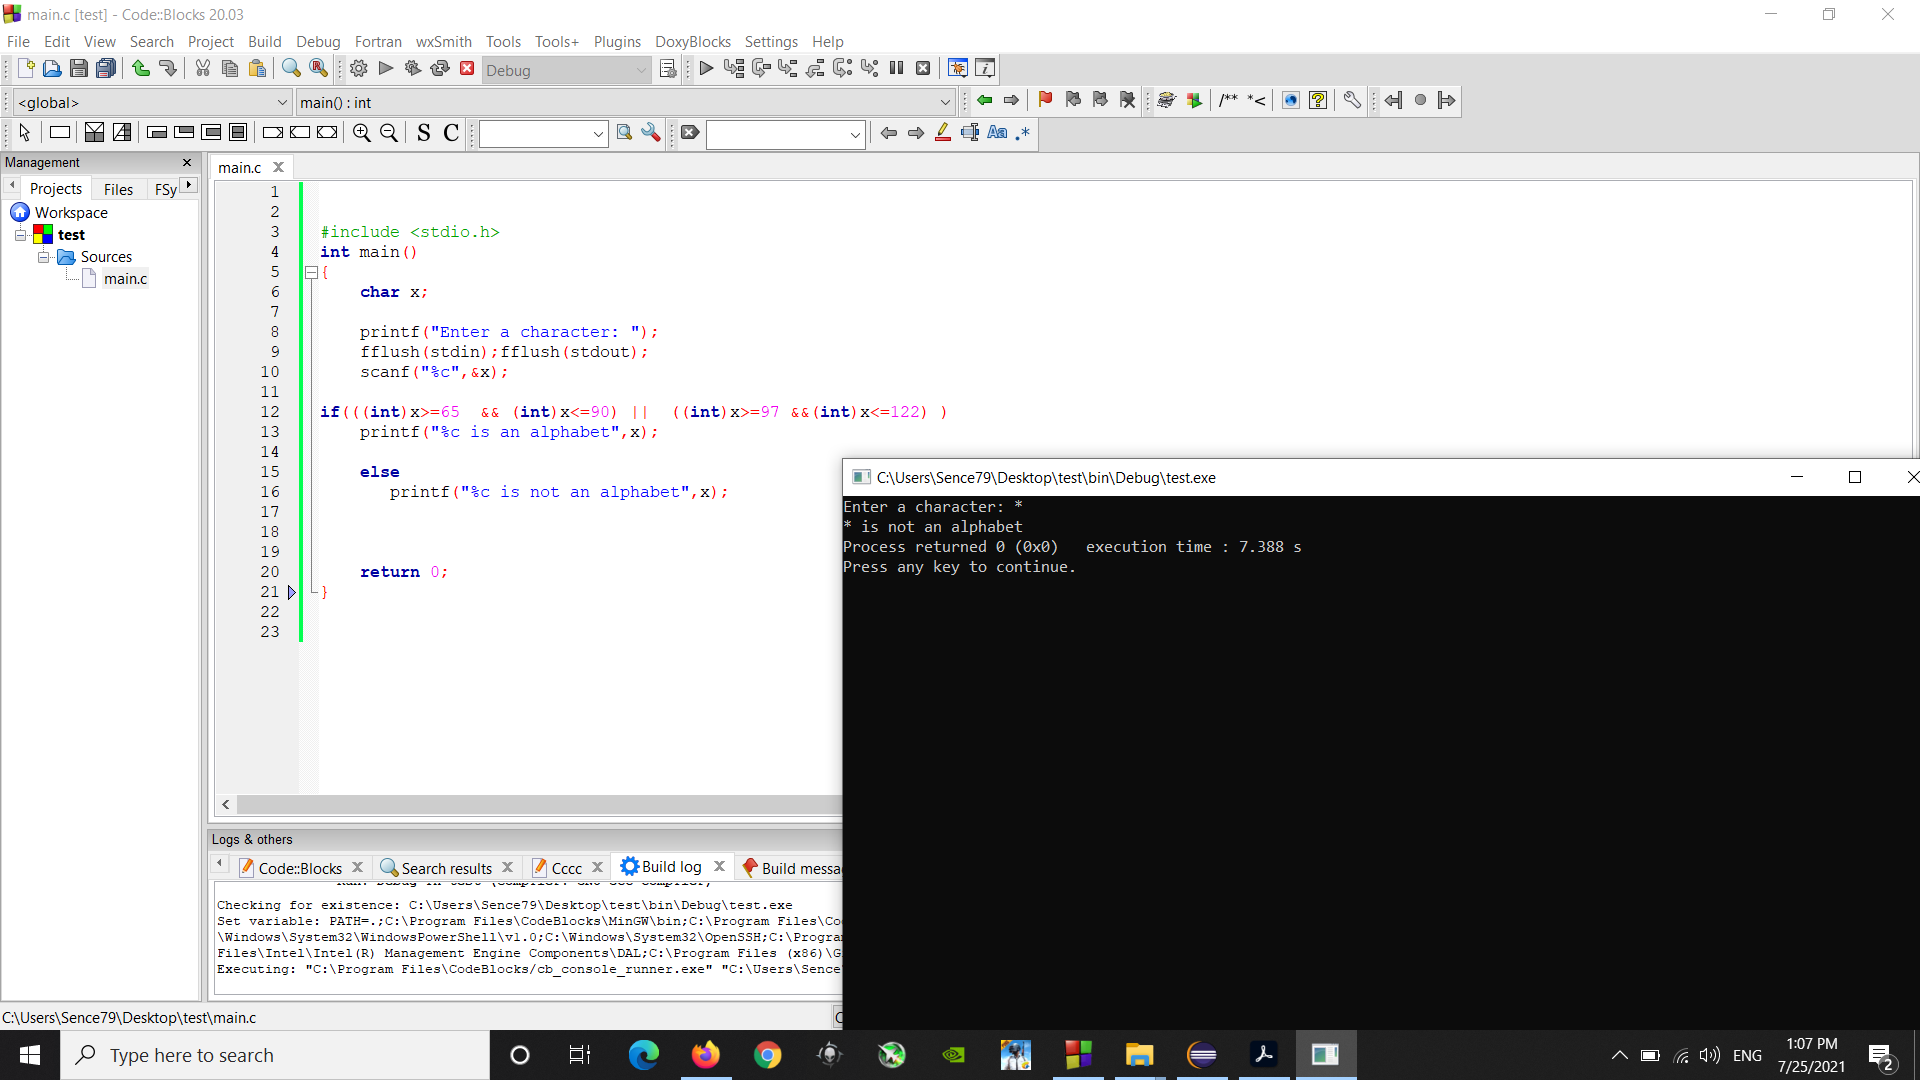 main.c [test] - Code::Blocks 20.03
File Edit View Search Project Build Debug Fortran wxSmith Tools Tools+ Plugins DoxyBlocks Settings Help
Debug
<global> main() : int
/** *<
S C Aa .*
Management
Projects Files FSy
Workspace
test
Sources
main.c
main.c
1
2
3 #include <stdio.h>
4 int main()
5 {
6 char x;
7
8 printf("Enter a character: ");
9 fflush(stdin);fflush(stdout);
10 scanf("%c",&x);
11
12 if(((int)x>=65  && (int)x<=90) ||  ((int)x>=97 &&(int)x<=122) )
13 printf("%c is an alphabet",x);
14
15 else
16 printf("%c is not an alphabet",x);
17
18
19
20 return 0;
21 }
22
23
C:\Users\Sence79\Desktop\test\bin\Debug\test.exe
Enter a character: *
* is not an alphabet
Process returned 0 (0x0)   execution time : 7.388 s
Press any key to continue.
Logs & others
Code::Blocks Search results Cccc Build log Build messa
Checking for existence: C:\Users\Sence79\Desktop\test\bin\Debug\test.exe
Set variable: PATH=.;C:\Program Files\CodeBlocks\MinGW\bin;C:\Program Files\Co
\Windows\System32\WindowsPowerShell\v1.0;C:\Windows\System32\OpenSSH;C:\Progra
Files\Intel\Intel(R) Management Engine Components\DAL;C:\Program Files (x86)\G
Executing: "C:\Program Files\CodeBlocks/cb_console_runner.exe" "C:\Users\Sence
C:\Users\Sence79\Desktop\test\main.c
Type here to search
ENG
1:07 PM
7/25/2021
2